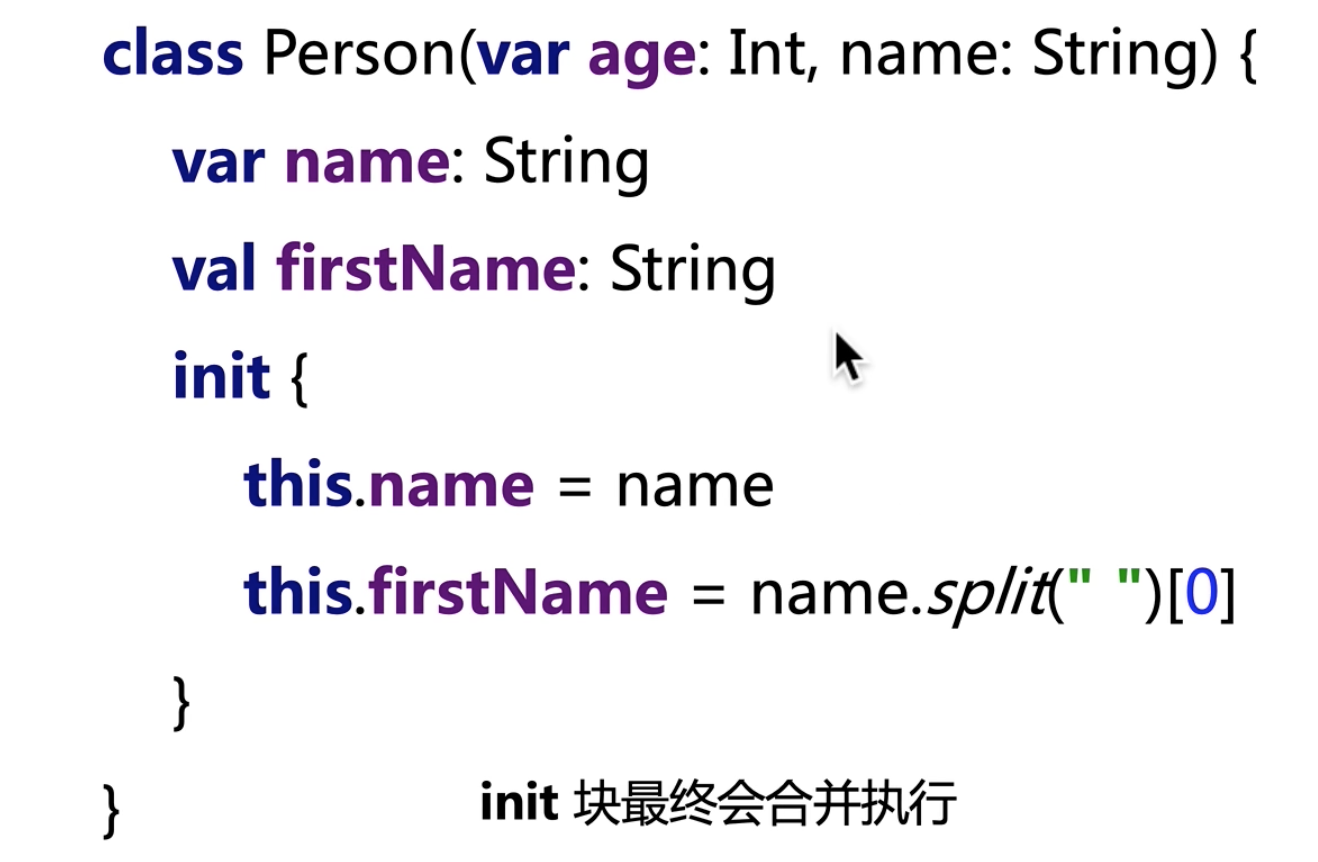 class Person(var age: Int, name: String) {
var name: String
val firstName: String
init {
this.name = name
this.firstName = name.split(" ")[0]
}
}
init 块最终会合并执行